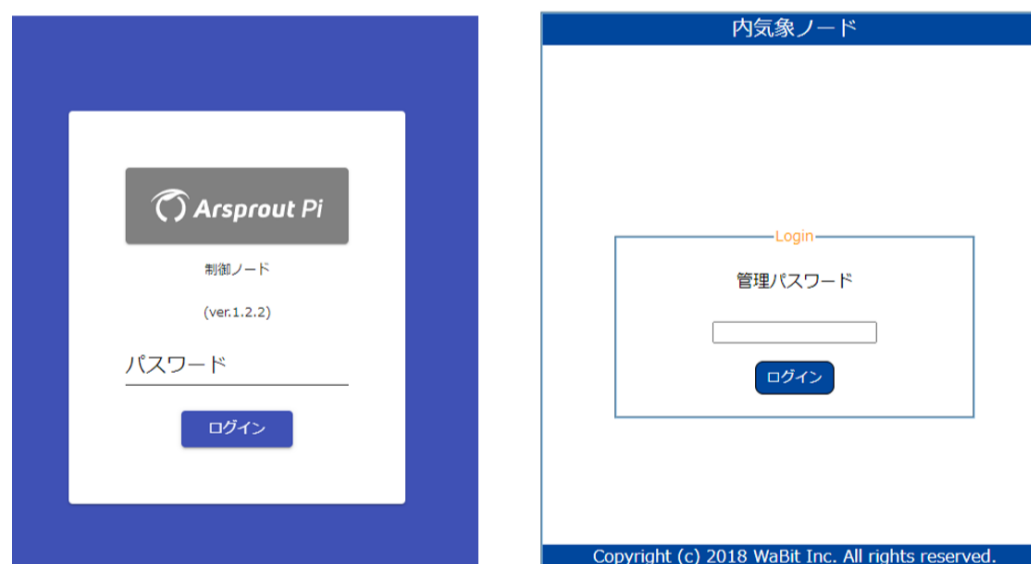 Arsprout Pi
制御ノード
(ver.1.2.2)
パスワード
ログイン
内気象ノード
Login
管理パスワード
ログイン
Copyright (c) 2018 WaBit Inc. All rights reserved.